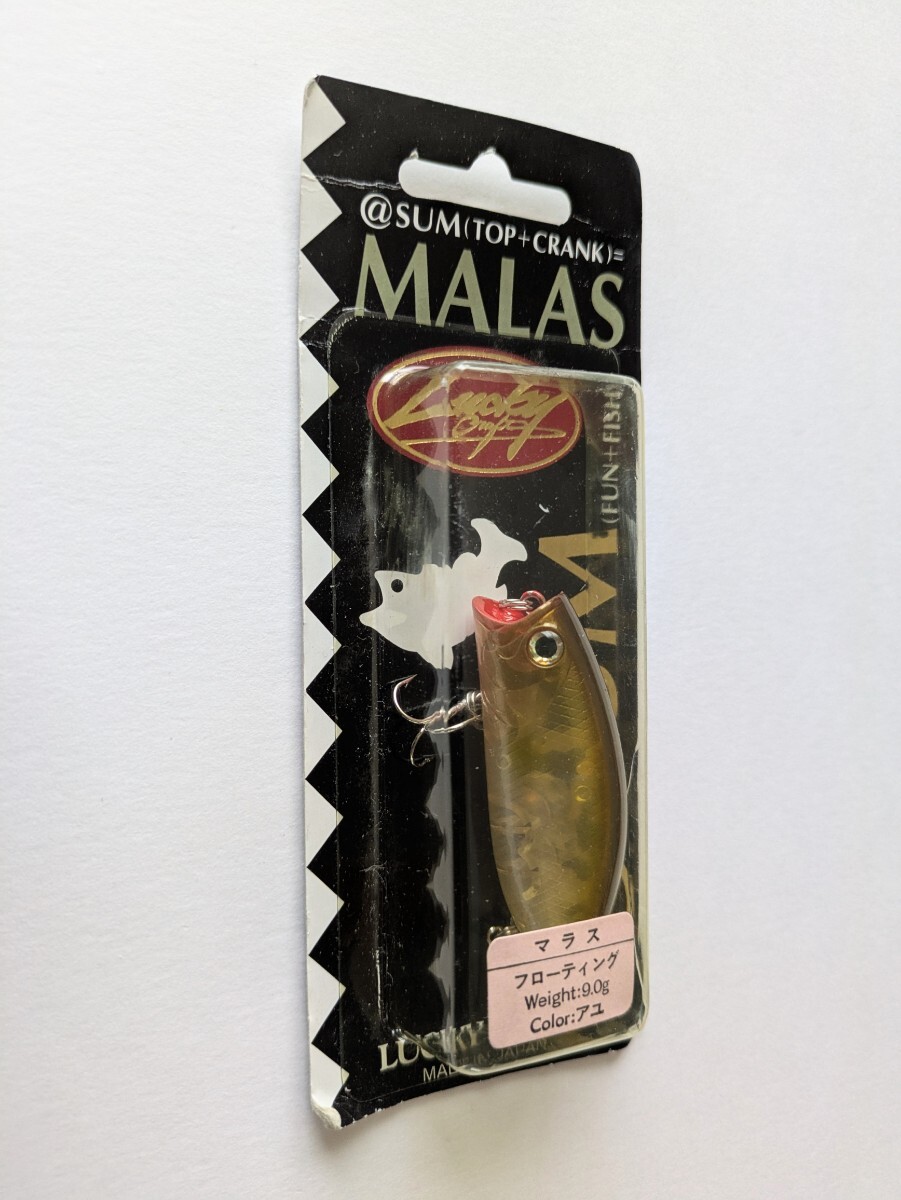 @SUM(TOP+CRANK)=
MALAS
Lucky
Craft
(FUN+FISH)
マラス
フローティング
Weight:9.0g
Color:アユ
LUCKY
MADE IN JAPAN